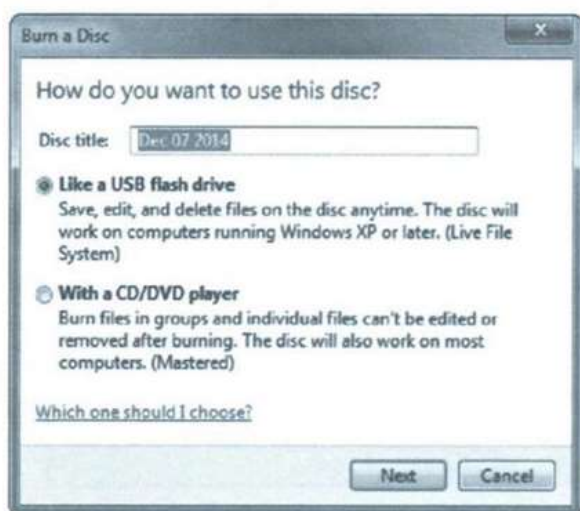 Burn a Disc
How do you want to use this disc?
Disc title: Dec 07 2014
Like a USB flash drive
Save, edit, and delete files on the disc anytime. The disc will
work on computers running Windows XP or later. (Live File
System)
With a CD/DVD player
Burn files in groups and individual files can't be edited or
removed after burning. The disc will also work on most
computers. (Mastered)
Which one should I choose?
Next Cancel